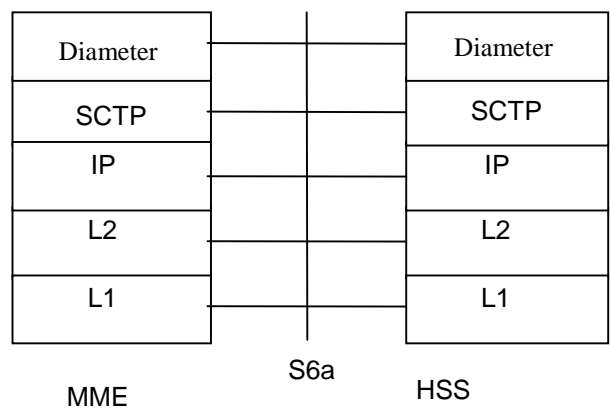 Diameter Diameter
SCTP SCTP
IP IP
L2 L2
L1 L1
S6a
MME HSS